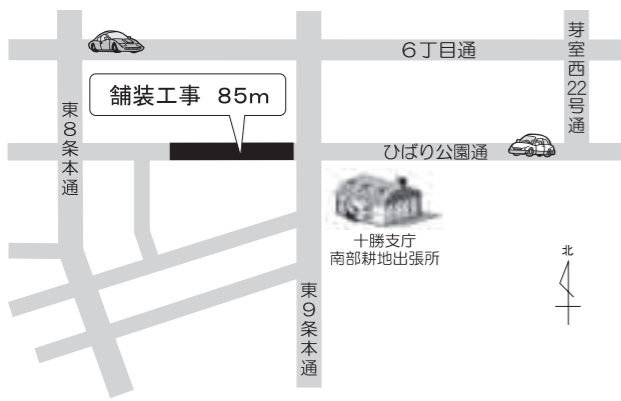 6丁目通
芽室西22号通
舗装工事 85m
東8条本通
ひばり公園通
十勝支庁
南部耕地出張所
北
東9条本通